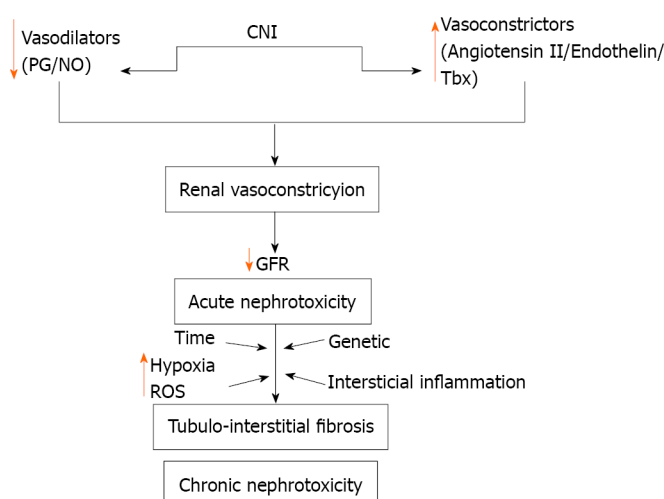 CNI
Vasodilators
(PG/NO)
Vasoconstrictors
(Angiotensin II/Endothelin/
Tbx)
Renal vasoconstricyion
GFR
Acute nephrotoxicity
Time
Genetic
Hypoxia
ROS
Intersticial inflammation
Tubulo-interstitial fibrosis
Chronic nephrotoxicity